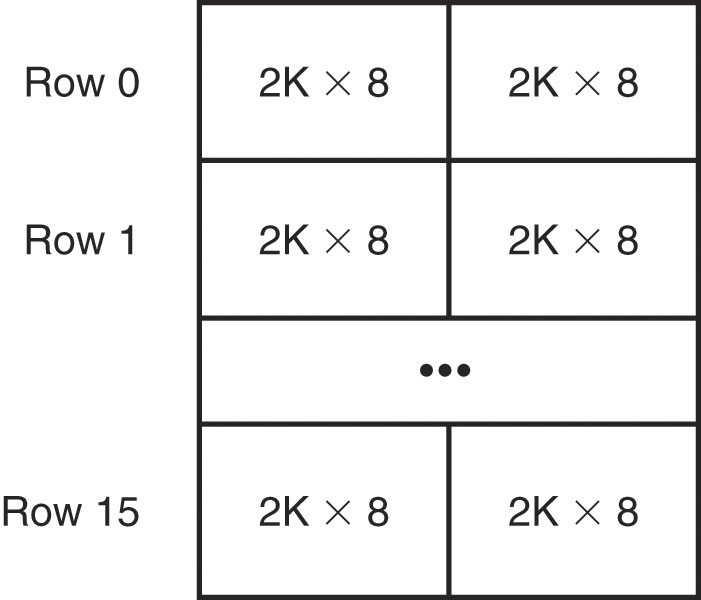 Row 0 2K × 8 2K × 8
Row 1 2K × 8 2K × 8
•••
Row 15 2K × 8 2K × 8